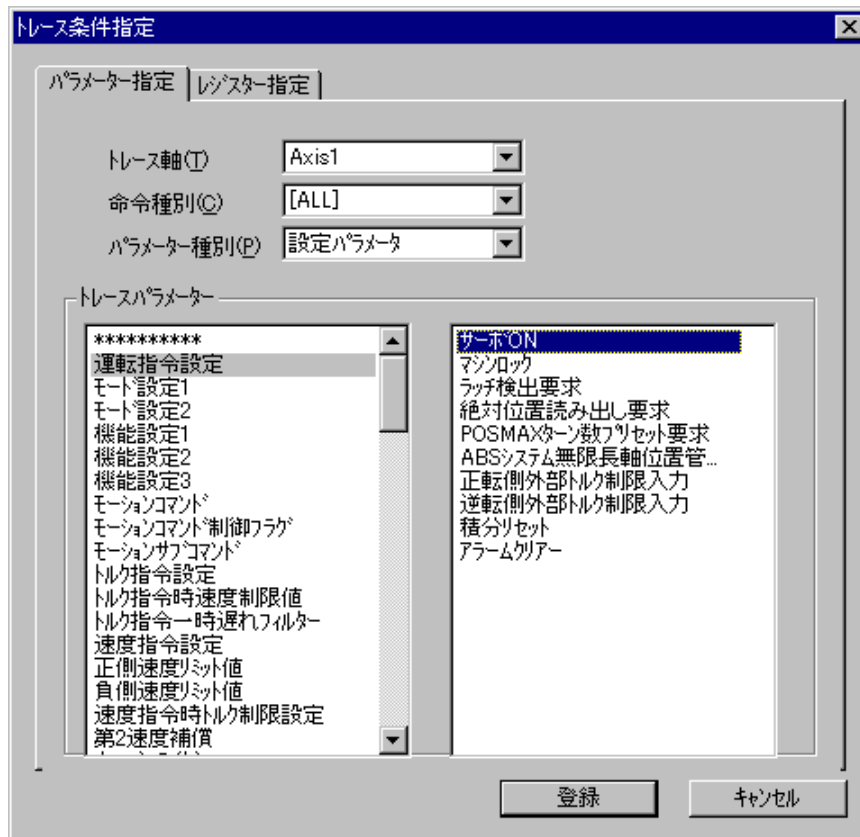 トレース条件指定
パラメーター指定 レジスター指定
トレース軸(T) Axis1
命令種別(C) [ALL]
パラメーター種別(P) 設定パラメータ
トレースパラメーター
**********
運転指令設定
モード設定1
モード設定2
機能設定1
機能設定2
機能設定3
モーションコマンド
モーションコマンド制御フラグ
モーションサブコマンド
トルク指令設定
トルク指令時速度制限値
トルク指令一時遅れフィルター
速度指令設定
正側速度リミット値
負側速度リミット値
速度指令時トルク制限設定
第2速度補償
サーボON
マシンロック
ラッチ検出要求
絶対位置読み出し要求
POSMAXターン数プリセット要求
ABSシステム無限長軸位置管...
正転側外部トルク制限入力
逆転側外部トルク制限入力
積分リセット
アラームクリアー
登録 キャンセル